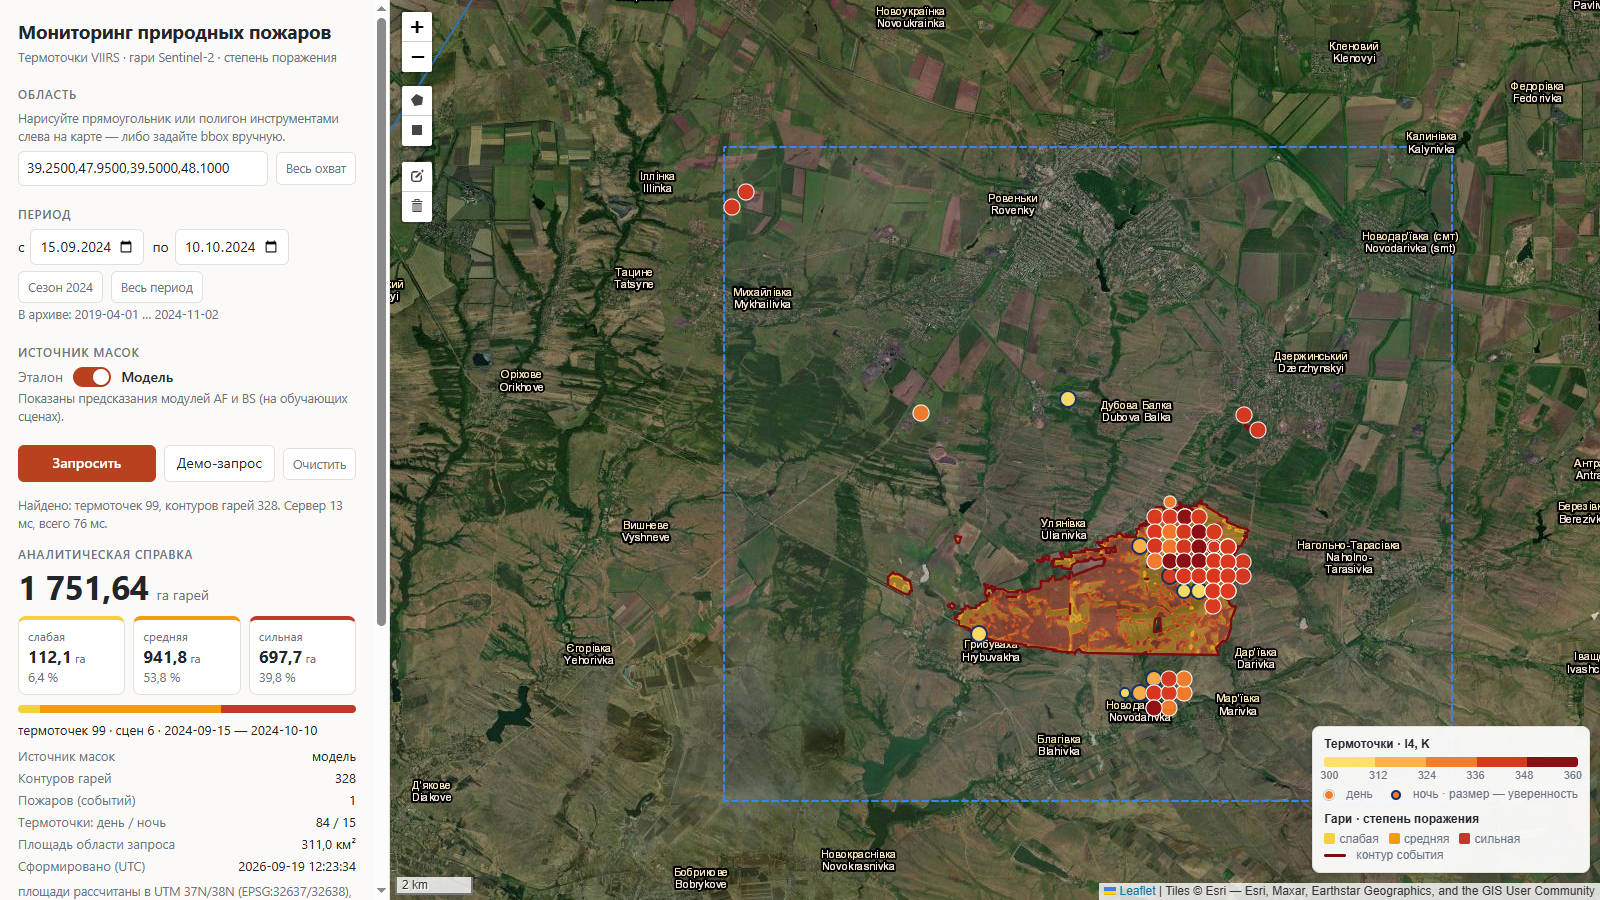 Мониторинг природных пожаров
Термоточки VIIRS · гари Sentinel-2 · степень поражения
ОБЛАСТЬ
Нарисуйте прямоугольник или полигон инструментами
слева на карте — либо задайте bbox вручную.
39.2500,47.9500,39.5000,48.1000
Весь охват
ПЕРИОД
с 15.09.2024 по 10.10.2024
Сезон 2024
Весь период
В архиве: 2019-04-01 … 2024-11-02
ИСТОЧНИК МАСОК
Эталон Модель
Показаны предсказания модулей AF и BS (на обучающих
сценах).
Запросить
Демо-запрос
Очистить
Найдено: термоточек 99, контуров гарей 328. Сервер 13
мс, всего 76 мс.
АНАЛИТИЧЕСКАЯ СПРАВКА
1 751,64 га гарей
слабая
112,1 га
6,4 %
средняя
941,8 га
53,8 %
сильная
697,7 га
39,8 %
термоточек 99 · сцен 6 · 2024-09-15 — 2024-10-10
Источник масок модель
Контуров гарей 328
Пожаров (событий) 1
Термоточки: день / ночь 84 / 15
Площадь области запроса 311,0 км²
Сформировано (UTC) 2026-09-19 12:23:34
площади рассчитаны в UTM 37N/38N (EPSG:32637/32638),
+
−
Новоукраїнка
Novoukrainka
Кленовий
Klenovyi
Федорівка
Fedorivka
Калинівка
Kalynivka
Іллінка
Illinka
Ровеньки
Rovenky
Новодар'ївка (смт)
Novodarivka (smt)
Тацине
Tatsyne
Михайлівка
Mykhailivka
Дзержинський
Dzerzhynskyi
Оріхове
Orikhove
Дубова Балка
Dubova Balka
Вишневе
Vyshneve
Улянівка
Ulianivka
Нагольно-Тарасівка
Naholno-
Tarasivka
Єгорівка
Yehorivka
Грибуваха
Hrybuvakha
Дар'ївка
Darivka
Мар'ївка
Marivka
Novodarivka
Благівка
Blahivka
Д'якове
Diakove
Новокраснівка
Novokrasnivka
Боброкове
Bobrykove
2 km
Термоточки · I4, K
300 312 324 336 348 360
день ночь · размер — уверенность
Гари · степень поражения
слабая средняя сильная
контур события
Leaflet | Tiles © Esri — Esri, Maxar, Earthstar Geographics, and the GIS User Community